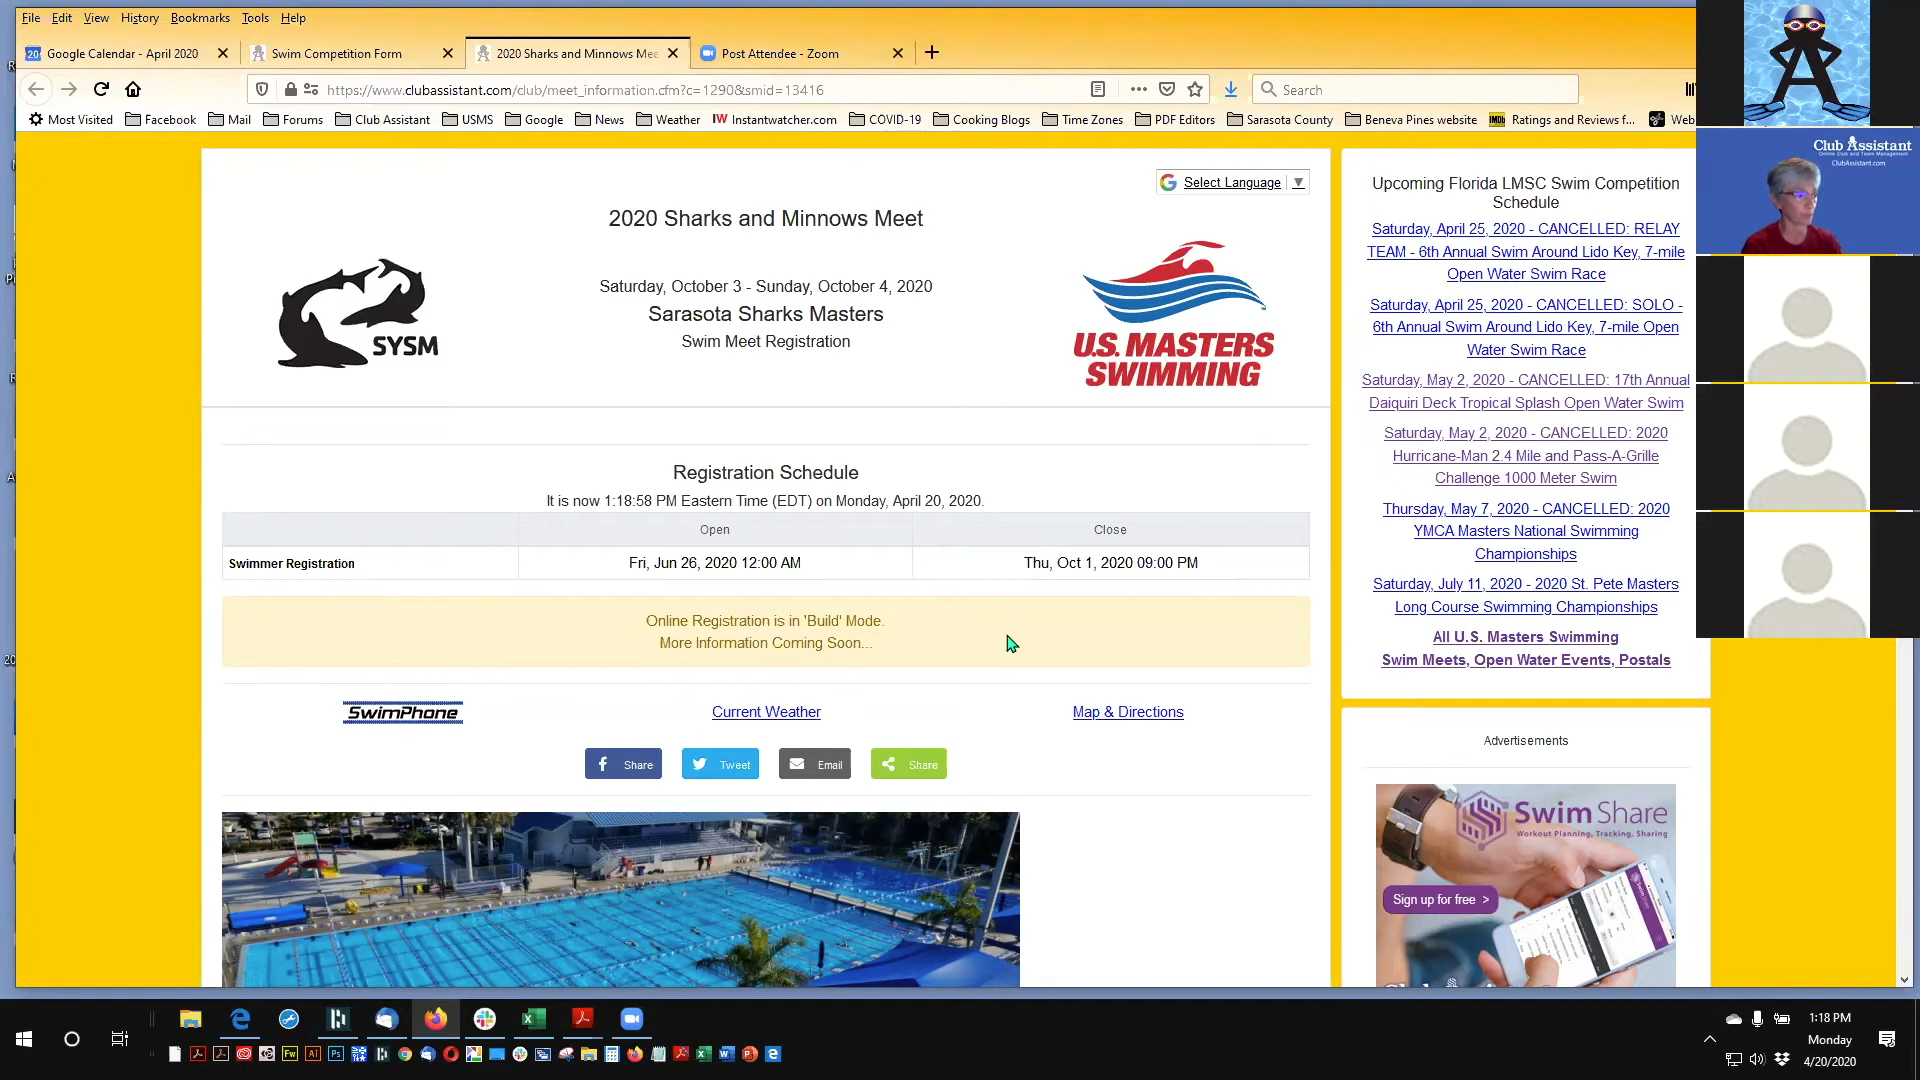 File Edit View History Bookmarks Tools Help
Google Calendar - April 2020
Swim Competition Form
2020 Sharks and Minnows Mee
Post Attendee - Zoom
https://www.clubassistant.com/club/meet_information.cfm?c=1290&smid=13416
Search
Most Visited Facebook Mail Forums Club Assistant USMS Google News Weather IW Instantwatcher.com COVID-19 Cooking Blogs Time Zones PDF Editors Sarasota County Beneva Pines website IMDb Ratings and Reviews f... Web
Select Language
2020 Sharks and Minnows Meet
SYSM
Saturday, October 3 - Sunday, October 4, 2020
Sarasota Sharks Masters
Swim Meet Registration
U.S. MASTERS
SWIMMING
Registration Schedule
It is now 1:18:58 PM Eastern Time (EDT) on Monday, April 20, 2020.
Open Close
Swimmer Registration Fri, Jun 26, 2020 12:00 AM Thu, Oct 1, 2020 09:00 PM
Online Registration is in 'Build' Mode.
More Information Coming Soon...
SwimPhone Current Weather Map & Directions
Share Tweet Email Share
Upcoming Florida LMSC Swim Competition
Schedule
Saturday, April 25, 2020 - CANCELLED: RELAY
TEAM - 6th Annual Swim Around Lido Key, 7-mile
Open Water Swim Race
Saturday, April 25, 2020 - CANCELLED: SOLO -
6th Annual Swim Around Lido Key, 7-mile Open
Water Swim Race
Saturday, May 2, 2020 - CANCELLED: 17th Annual
Daiquiri Deck Tropical Splash Open Water Swim
Saturday, May 2, 2020 - CANCELLED: 2020
Hurricane-Man 2.4 Mile and Pass-A-Grille
Challenge 1000 Meter Swim
Thursday, May 7, 2020 - CANCELLED: 2020
YMCA Masters National Swimming
Championships
Saturday, July 11, 2020 - 2020 St. Pete Masters
Long Course Swimming Championships
All U.S. Masters Swimming
Swim Meets, Open Water Events, Postals
Advertisements
Swim Share
Workout Planning, Tracking, Sharing
Sign up for free >
Club Assistant
Online Club and Team Management
ClubAssistant.com
1:18 PM
Monday
4/20/2020